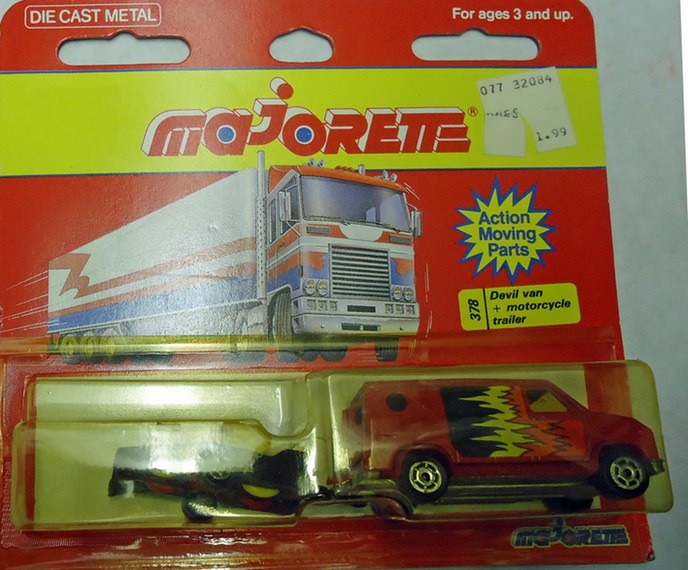 DIE CAST METAL
For ages 3 and up.
077 32084
1.99
MAJORETTE®
Action
Moving
Parts
378
Devil van
+ motorcycle
trailer
MAJORETTE